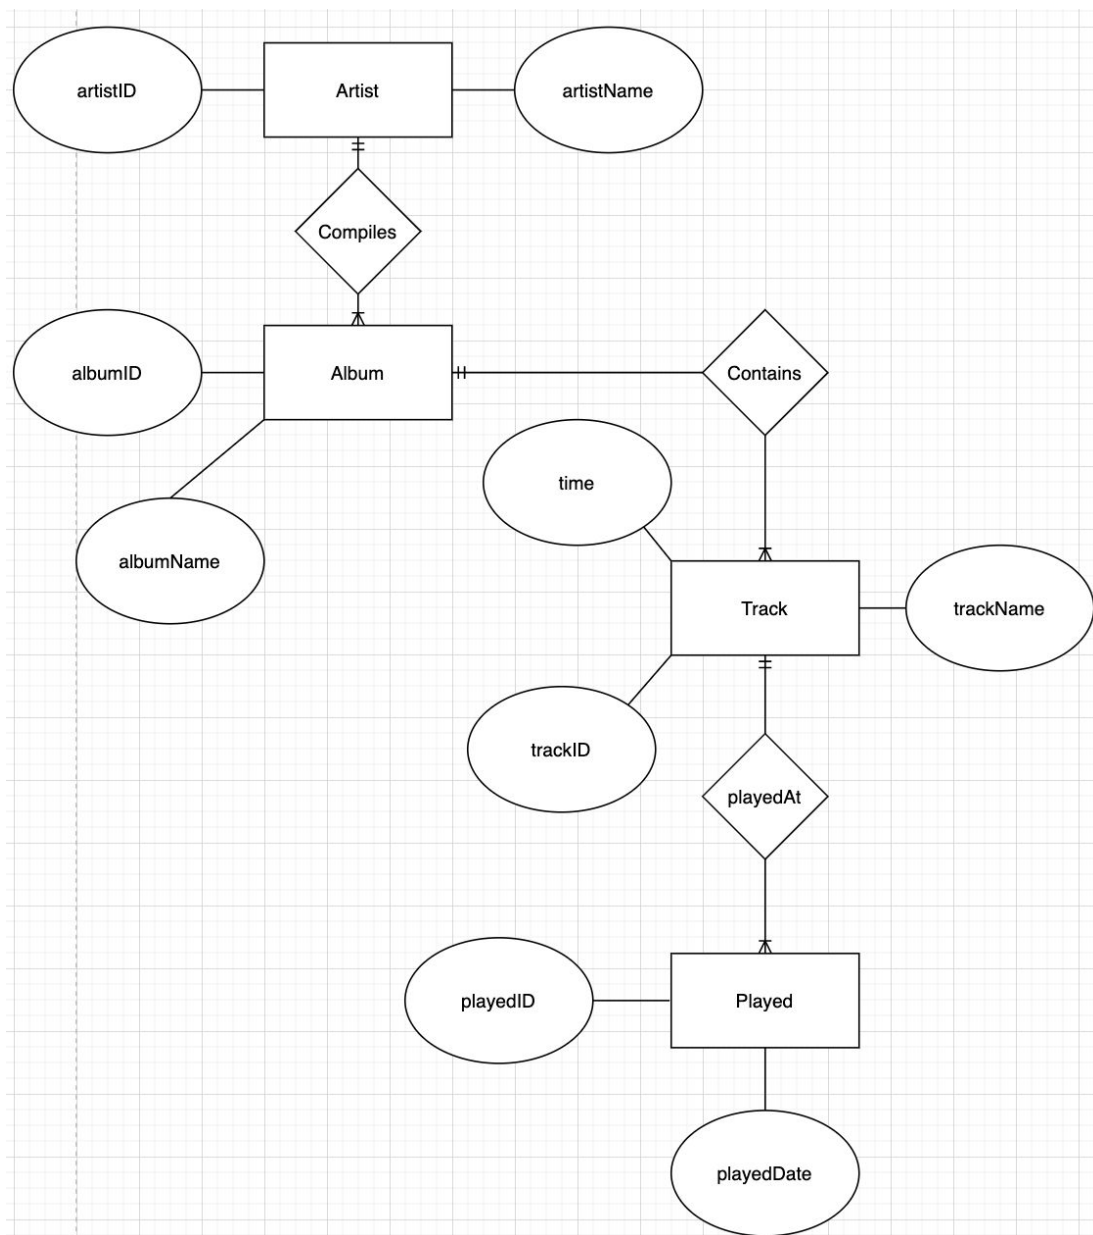 artistID
Artist
artistName
Compiles
albumID
Album
Contains
time
albumName
Track
trackName
trackID
playedAt
playedID
Played
playedDate